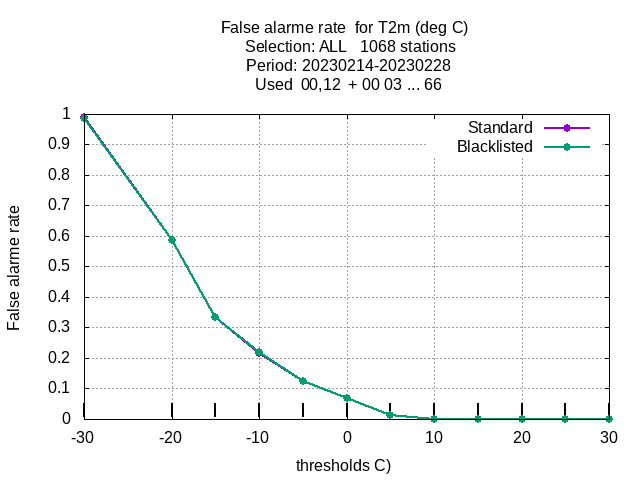 False alarme rate  for T2m (deg C)
Selection: ALL   1068 stations
Period: 20230214-20230228
Used  00,12  + 00 03 ... 66
Standard
Blacklisted
1
0.9
0.8
0.7
0.6
0.5
0.4
0.3
0.2
0.1
0
False alarme rate
-30
-20
-10
0
10
20
30
thresholds C)